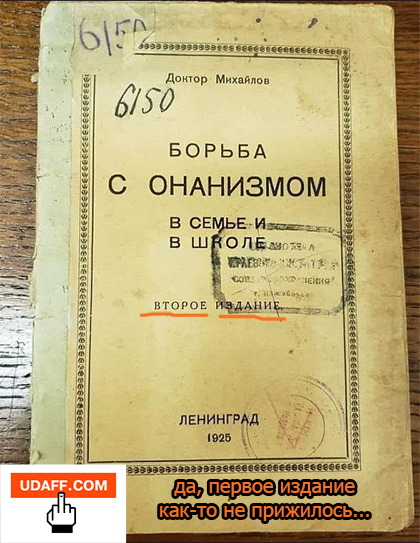 6150
Доктор Михайлов
6150
БОРЬБА
С ОНАНИЗМОМ
В СЕМЬЕ И
В ШКОЛЕ
ВТОРОЕ ИЗДАНИЕ
ЛЕНИНГРАД
1925
UDAFF.COM
да, первое издание
как-то не прижилось...